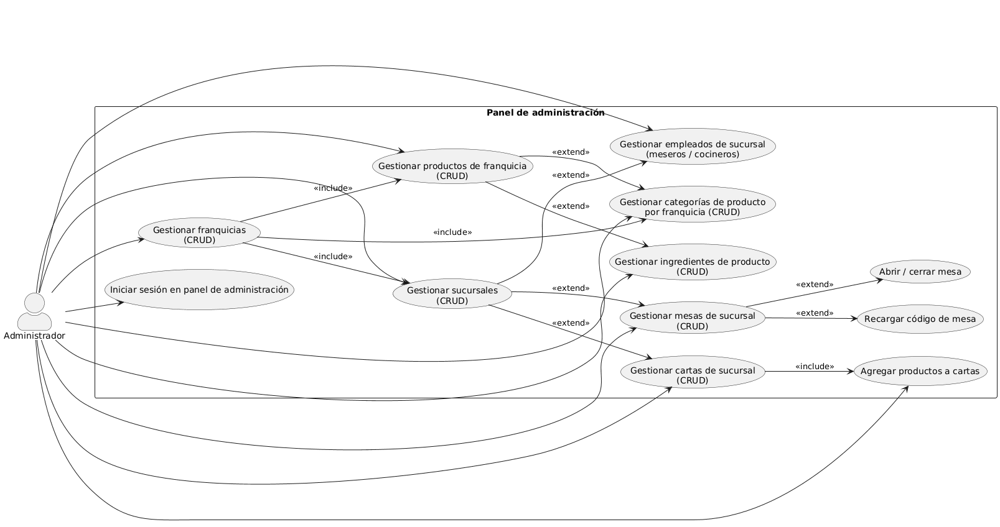 Panel de administración
Gestionar empleados de sucursal
(meseros / cocineros)
«extend»
Gestionar productos de franquicia
(CRUD)
«extend»
«include»
Gestionar categorías de producto
por franquicia (CRUD)
«extend»
Gestionar franquicias
(CRUD)
«include»
«include»
Gestionar ingredientes de producto
(CRUD)
Abrir / cerrar mesa
«extend»
Iniciar sesión en panel de administración
Gestionar sucursales
(CRUD)
«extend»
«extend»
Gestionar mesas de sucursal
(CRUD)
Recargar código de mesa
«extend»
Administrador
«include»
Gestionar cartas de sucursal
(CRUD)
Agregar productos a cartas